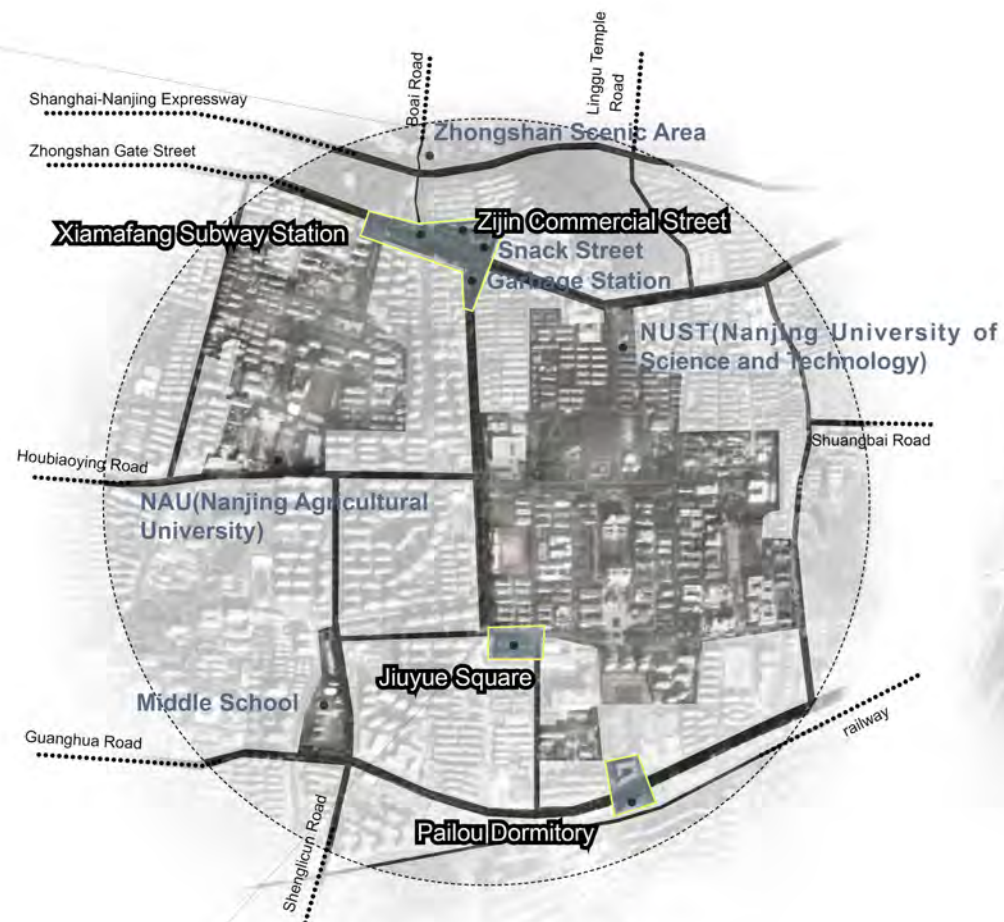 Linggu Temple
Road
Boai Road
Shanghai-Nanjing Expressway
Zhongshan Scenic Area
Zhongshan Gate Street
Zijin Commercial Street
Xiamafang Subway Station
Snack Street
Garbage Station
NUST(Nanjing University of
Science and Technology)
Shuangbai Road
Houbiaoying Road
NAU(Nanjing Agricultural
University)
Jiuyue Square
Middle School
railway
Guanghua Road
Pailou Dormitory
Shenglicun Road